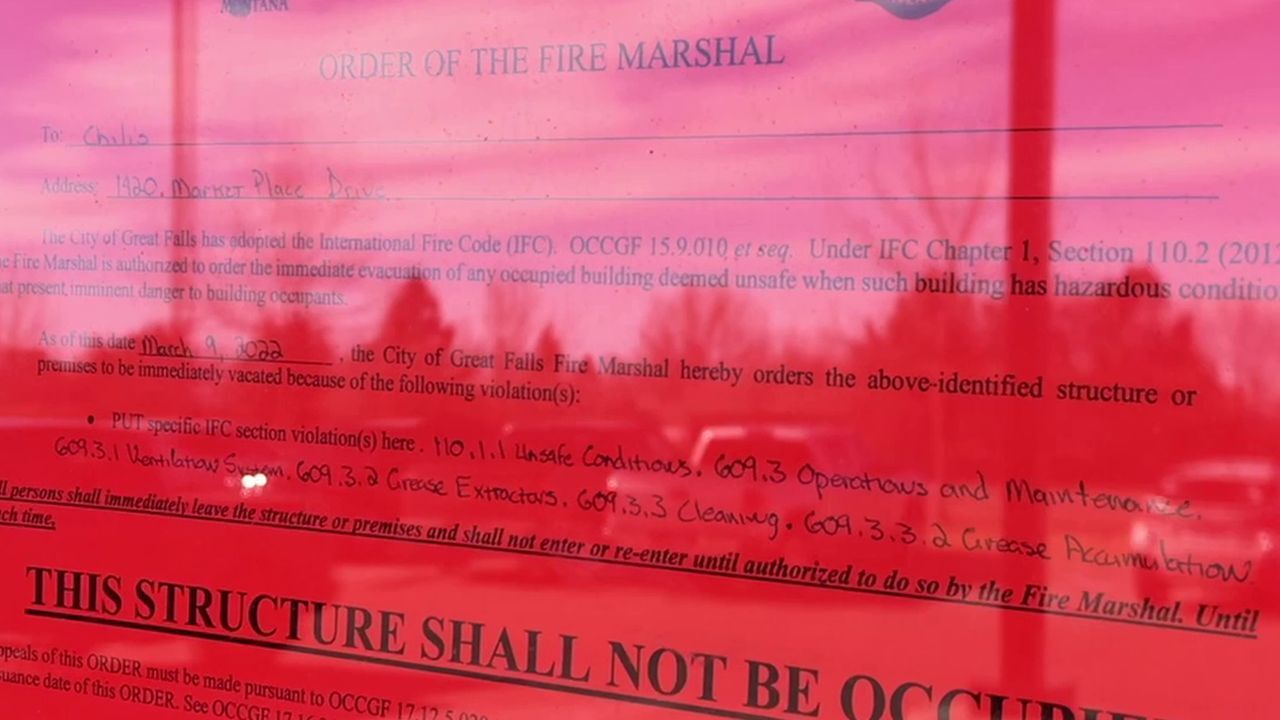 MONTANA
ORDER OF THE FIRE MARSHAL
To: Chilis
Address: 1420. Market Place Drive
The City of Great Falls has adopted the International Fire Code (IFC). OCCGF 15.9.010 et seq. Under IFC Chapter 1, Section 110.2 (2012
Fire Marshal is authorized to order the immediate evacuation of any occupied building deemed unsafe when such building has hazardous conditio
at present imminent danger to building occupants.
As of this date March 9, 2022, the City of Great Falls Fire Marshal hereby orders the above-identified structure or
premises to be immediately vacated because of the following violation(s):
• PUT specific IFC section violation(s) here. 110.1.1 Unsafe Conditions. 609.3 Operations and Maintenance.
609.3.1 Ventilation System. 609.3.2 Grease Extractors. 609.3.3 Cleaning. 609.3.3.2 Grease Accumulation
ll persons shall immediately leave the structure or premises and shall not enter or re-enter until authorized to do so by the Fire Marshal. Until
ch time,
THIS STRUCTURE SHALL NOT BE OCCUPIE
ppeals of this ORDER must be made pursuant to OCCGF 17.12.5
suance date of this ORDER. See OCCGF